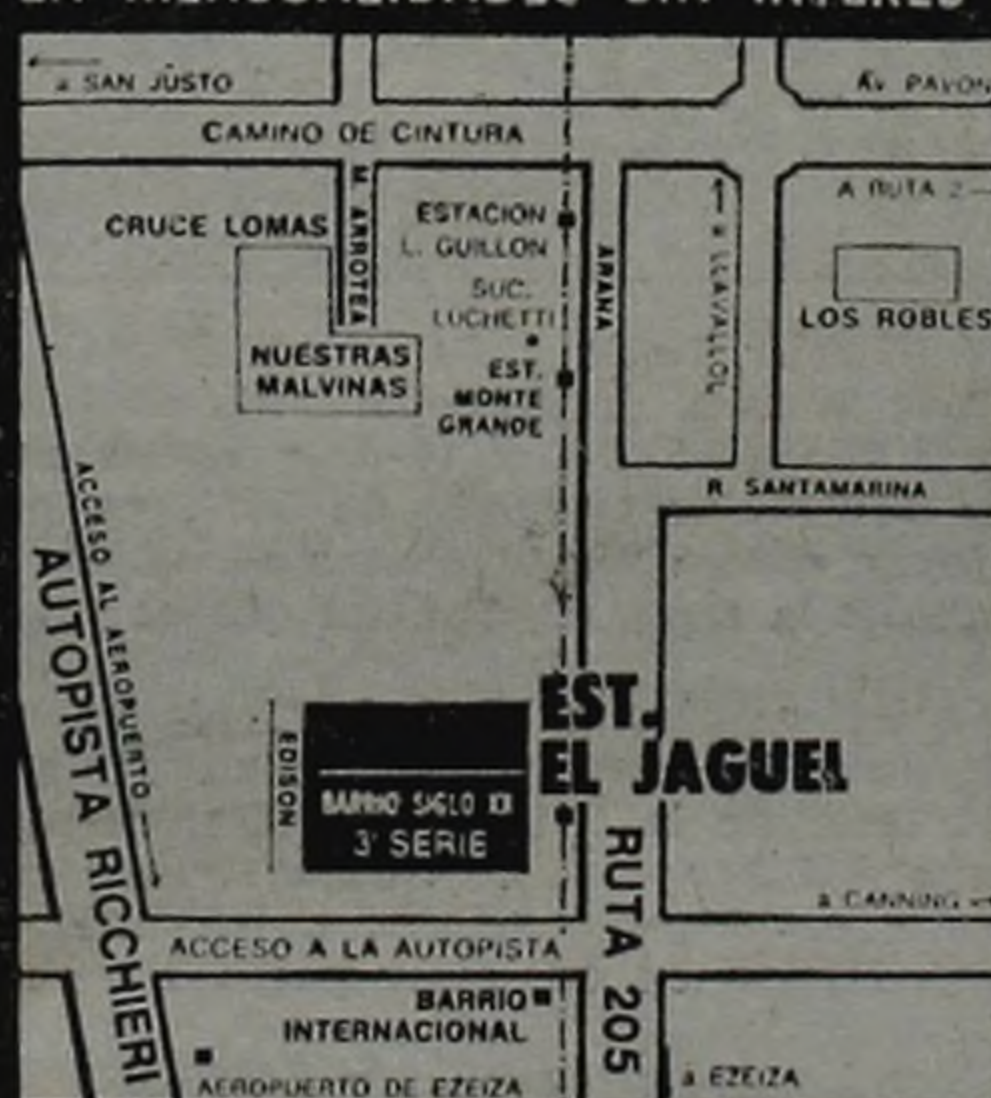 a SAN JUSTO
Av PAVON
CAMINO DE CINTURA
M. ARROTEA
A RUTA 2
CRUCE LOMAS
ESTACION
L. GUILLON
SUC.
LUCHETTI
ARANA
a LLAVALLOL
LOS ROBLES
NUESTRAS
MALVINAS
EST.
MONTE
GRANDE
R SANTAMARINA
ACCESO AL AEROPUERTO
AUTOPISTA RICCHIERI
EST.
EL JAGUEL
EDISON
BARRIO SIGLO XX
3' SERIE
RUTA 205
a CANNING
ACCESO A LA AUTOPISTA
BARRIO
INTERNACIONAL
AEROPUERTO DE EZEIZA
a EZEIZA